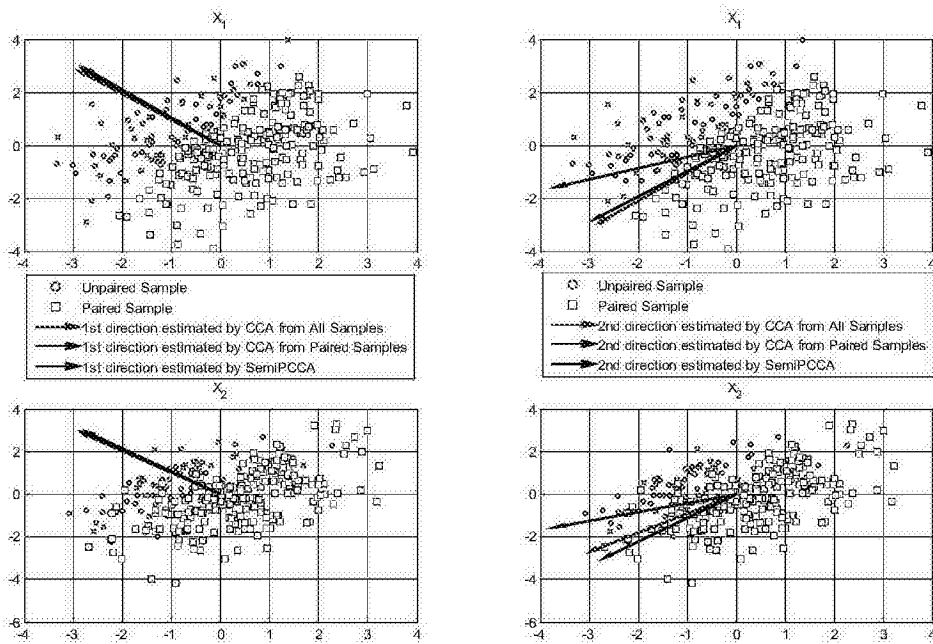 X1
X1
4
2
0
-2
-4
-4 -3 -2 -1 0 1 2 3 4
4
2
0
-2
-4
-4 -3 -2 -1 0 1 2 3 4
Unpaired Sample
Paired Sample
1st direction estimated by CCA from All Samples
1st direction estimated by CCA from Paired Samples
1st direction estimated by SemiPCCA
Unpaired Sample
Paired Sample
2nd direction estimated by CCA from All Samples
2nd direction estimated by CCA from Paired Samples
2nd direction estimated by SemiPCCA
X2
X2
4
2
0
-2
-4
-6
-4 -3 -2 -1 0 1 2 3 4
4
2
0
-2
-4
-6
-4 -3 -2 -1 0 1 2 3 4